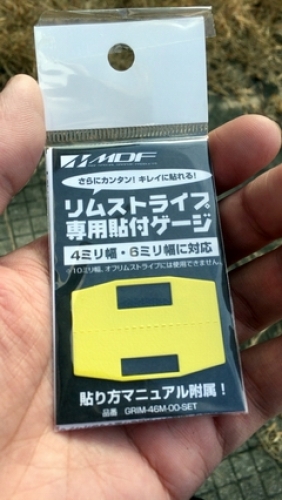 MDF
さらにカンタン!キレイに貼れる!
リムストライプ
専用貼付ゲージ
4ミリ幅・6ミリ幅に対応
※10ミリ幅、オフリムストライプには使用できません。
貼り方マニュアル附属!
品番 GRIM-46M-00-SET